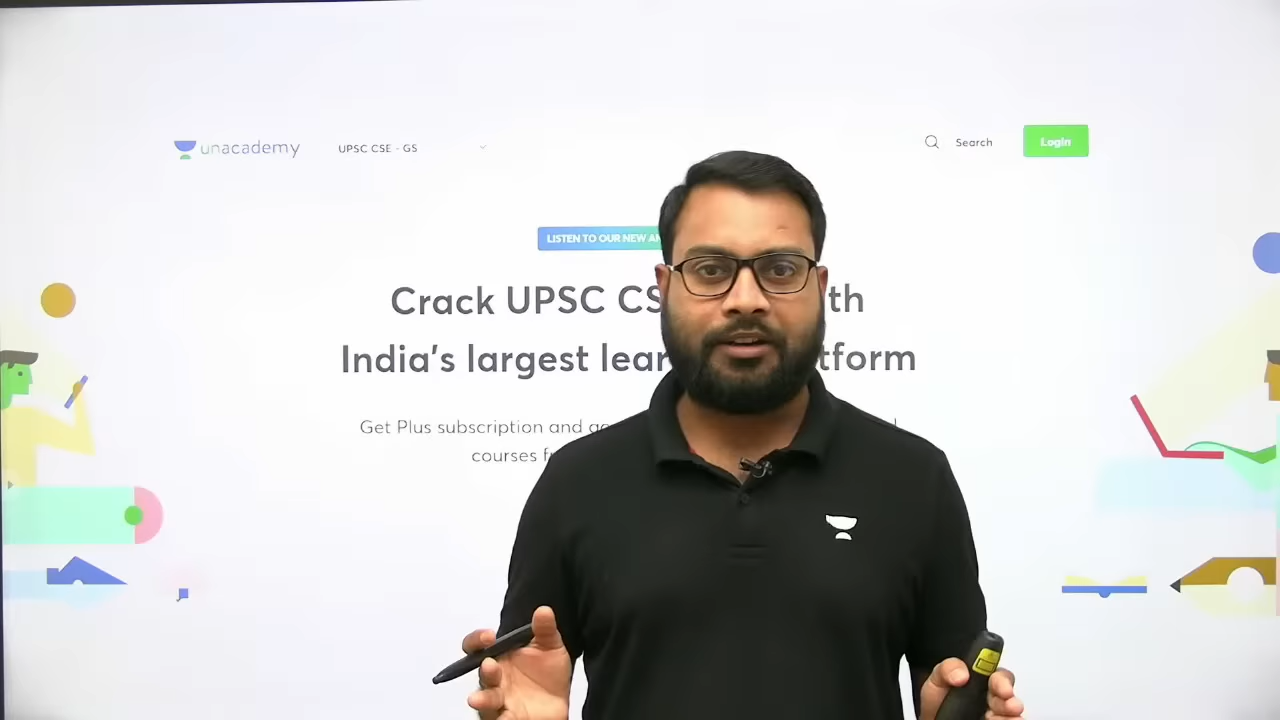 unacademy
UPSC CSE - GS
Search
Login
LISTEN TO OUR NEW
Crack UPSC CS th
India's largest lear tform
Get Plus subscription and
courses